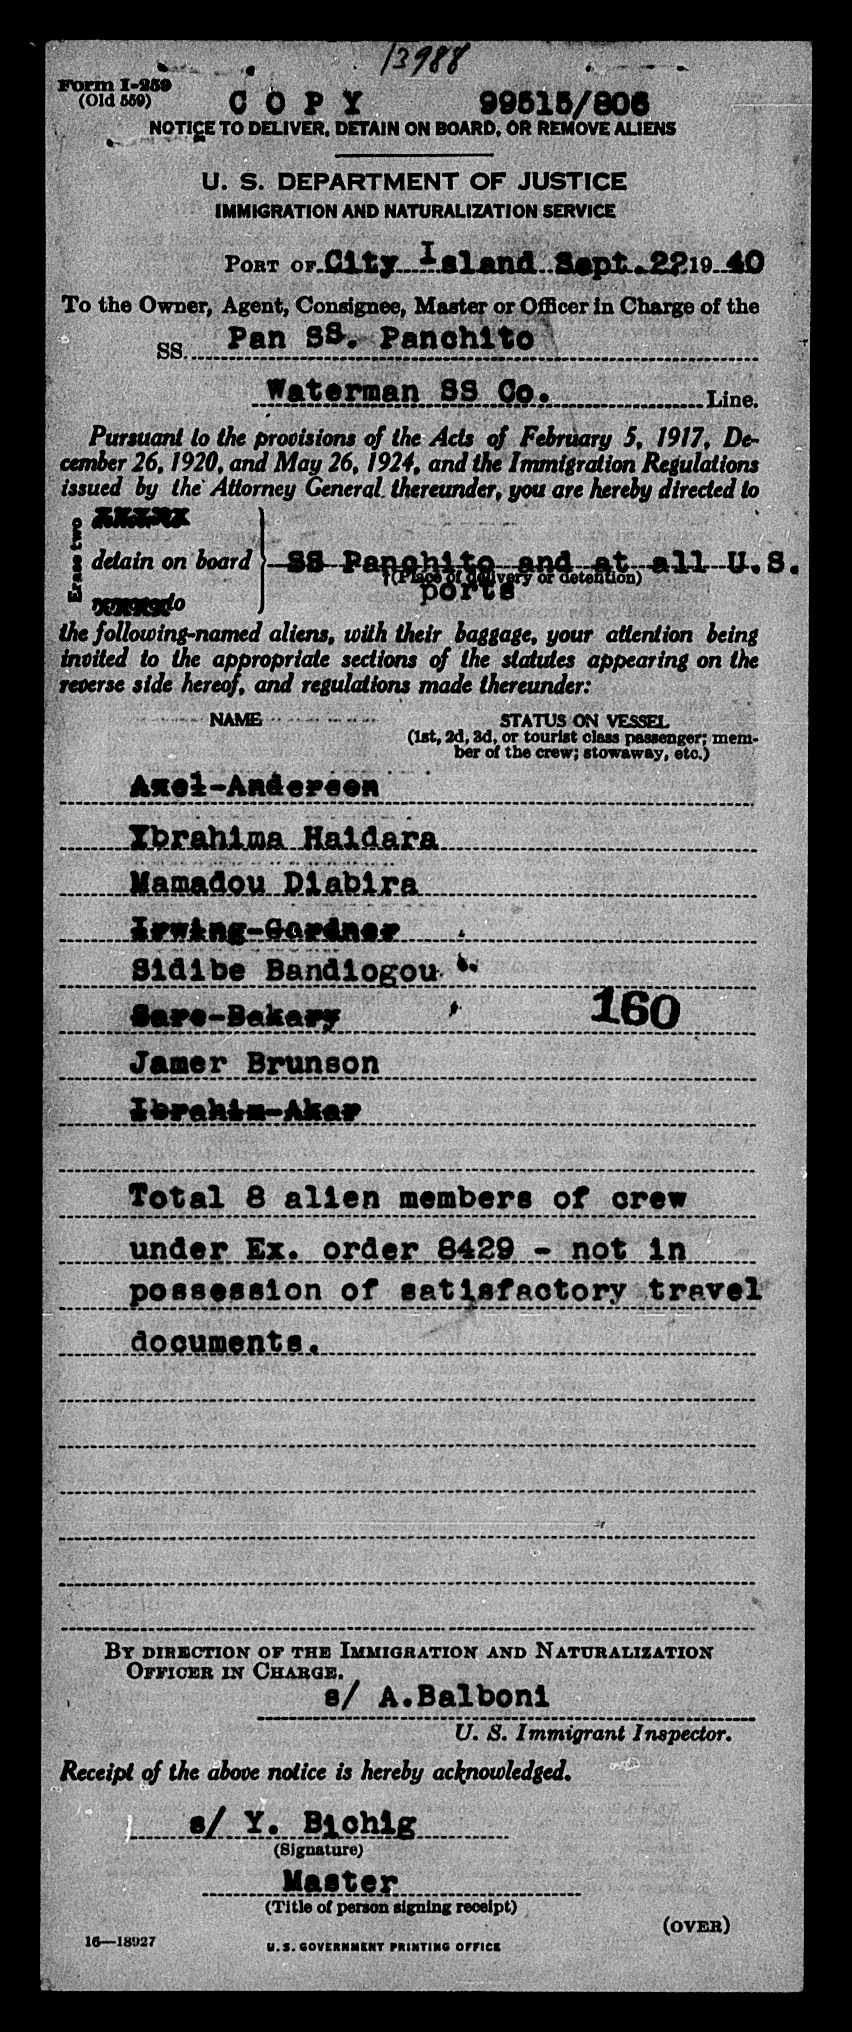 13988
Form I-259
(Old 559)
COPY 99515/806
NOTICE TO DELIVER, DETAIN ON BOARD, OR REMOVE ALIENS
U. S. DEPARTMENT OF JUSTICE
IMMIGRATION AND NATURALIZATION SERVICE
PORT OF City Island Sept. 22 19 40
To the Owner, Agent, Consignee, Master or Officer in Charge of the
SS. Pan SS. Panchito
Waterman SS Co. Line.
Pursuant to the provisions of the Acts of February 5, 1917, De-
cember 26, 1920, and May 26, 1924, and the Immigration Regulations
issued by the Attorney General thereunder, you are hereby directed to
Erase two
detain on board SS Panchito and at all U.S.
(Place of delivery or detention)
ports
to
the following-named aliens, with their baggage, your attention being
invited to the appropriate sections of the statutes appearing on the
reverse side hereof, and regulations made thereunder:
NAME STATUS ON VESSEL
(1st, 2d, 3d, or tourist class passenger; mem-
ber of the crew; stowaway, etc.)
Axel-Andersen
Ybrahima Haidara
Mamadou Diabira
Irwing-Gordner
Sidibe Bandiogou
Sare-Bakary 160
Jamer Brunson
Ibrahim-Akar
Total 8 alien members of crew
under Ex. order 8429 - not in
possession of satisfactory travel
documents.
BY DIRECTION OF THE IMMIGRATION AND NATURALIZATION
OFFICER IN CHARGE.
s/ A.Balboni
U. S. Immigrant Inspector.
Receipt of the above notice is hereby acknowledged.
s/ Y. Bichig
(Signature)
Master
(Title of person signing receipt)
(OVER)
16—18927 U.S. GOVERNMENT PRINTING OFFICE